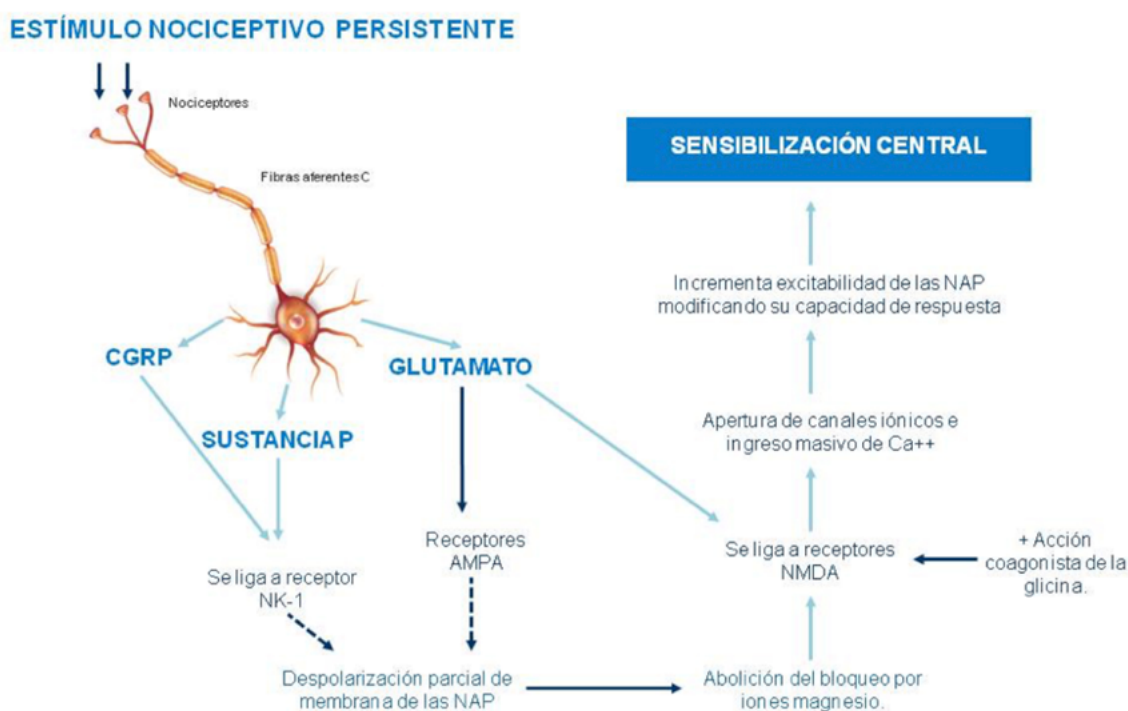 ESTÍMULO NOCICEPTIVO PERSISTENTE
Nociceptores
Fibras aferentes C
CGRP
SUSTANCIA P
GLUTAMATO
Se liga a receptor
NK-1
Receptores
AMPA
Despolarización parcial de
membrana de las NAP
Abolición del bloqueo por
iones magnesio.
Se liga a receptores
NMDA
+ Acción
coagonista de la
glicina.
Apertura de canales iónicos e
ingreso masivo de Ca++
Incrementa excitabilidad de las NAP
modificando su capacidad de respuesta
SENSIBILIZACIÓN CENTRAL